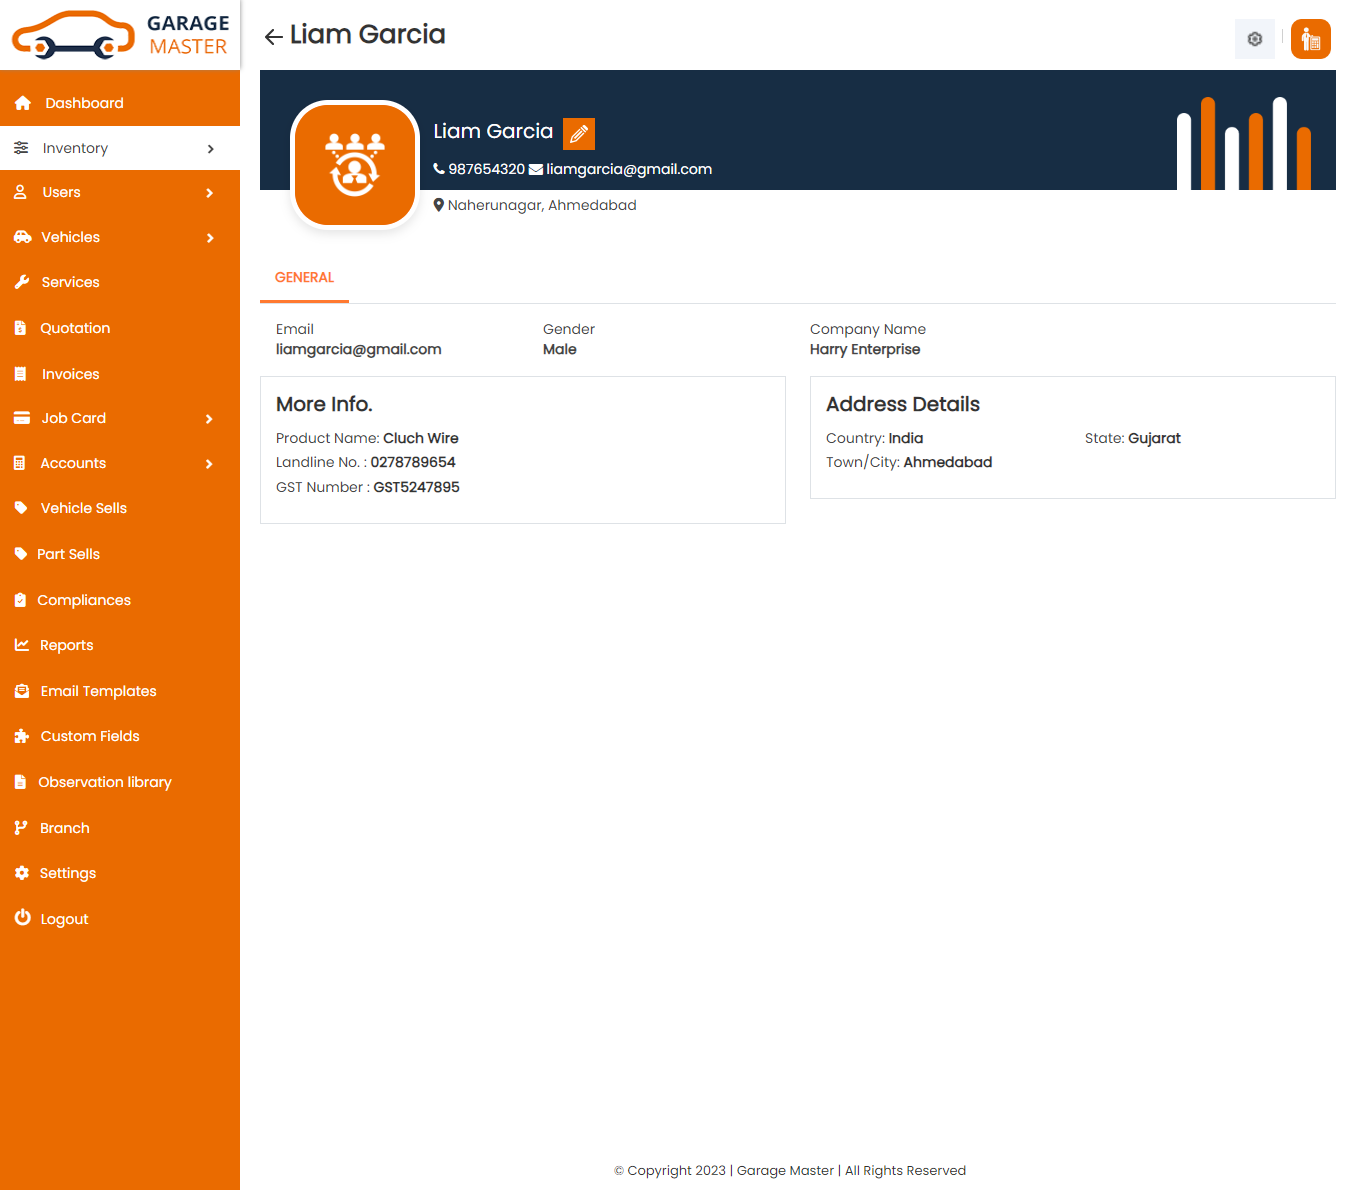 GARAGE
MASTER
Dashboard
Inventory
Users
Vehicles
Services
Quotation
Invoices
Job Card
Accounts
Vehicle Sells
Part Sells
Compliances
Reports
Email Templates
Custom Fields
Observation library
Branch
Settings
Logout
Liam Garcia
Liam Garcia
987654320 liamgarcia@gmail.com
Naherunagar, Ahmedabad
GENERAL
Email Gender Company Name
liamgarcia@gmail.com Male Harry Enterprise
More Info.
Product Name: Cluch Wire
Landline No. : 0278789654
GST Number : GST5247895
Address Details
Country: India State: Gujarat
Town/City: Ahmedabad
© Copyright 2023 | Garage Master | All Rights Reserved